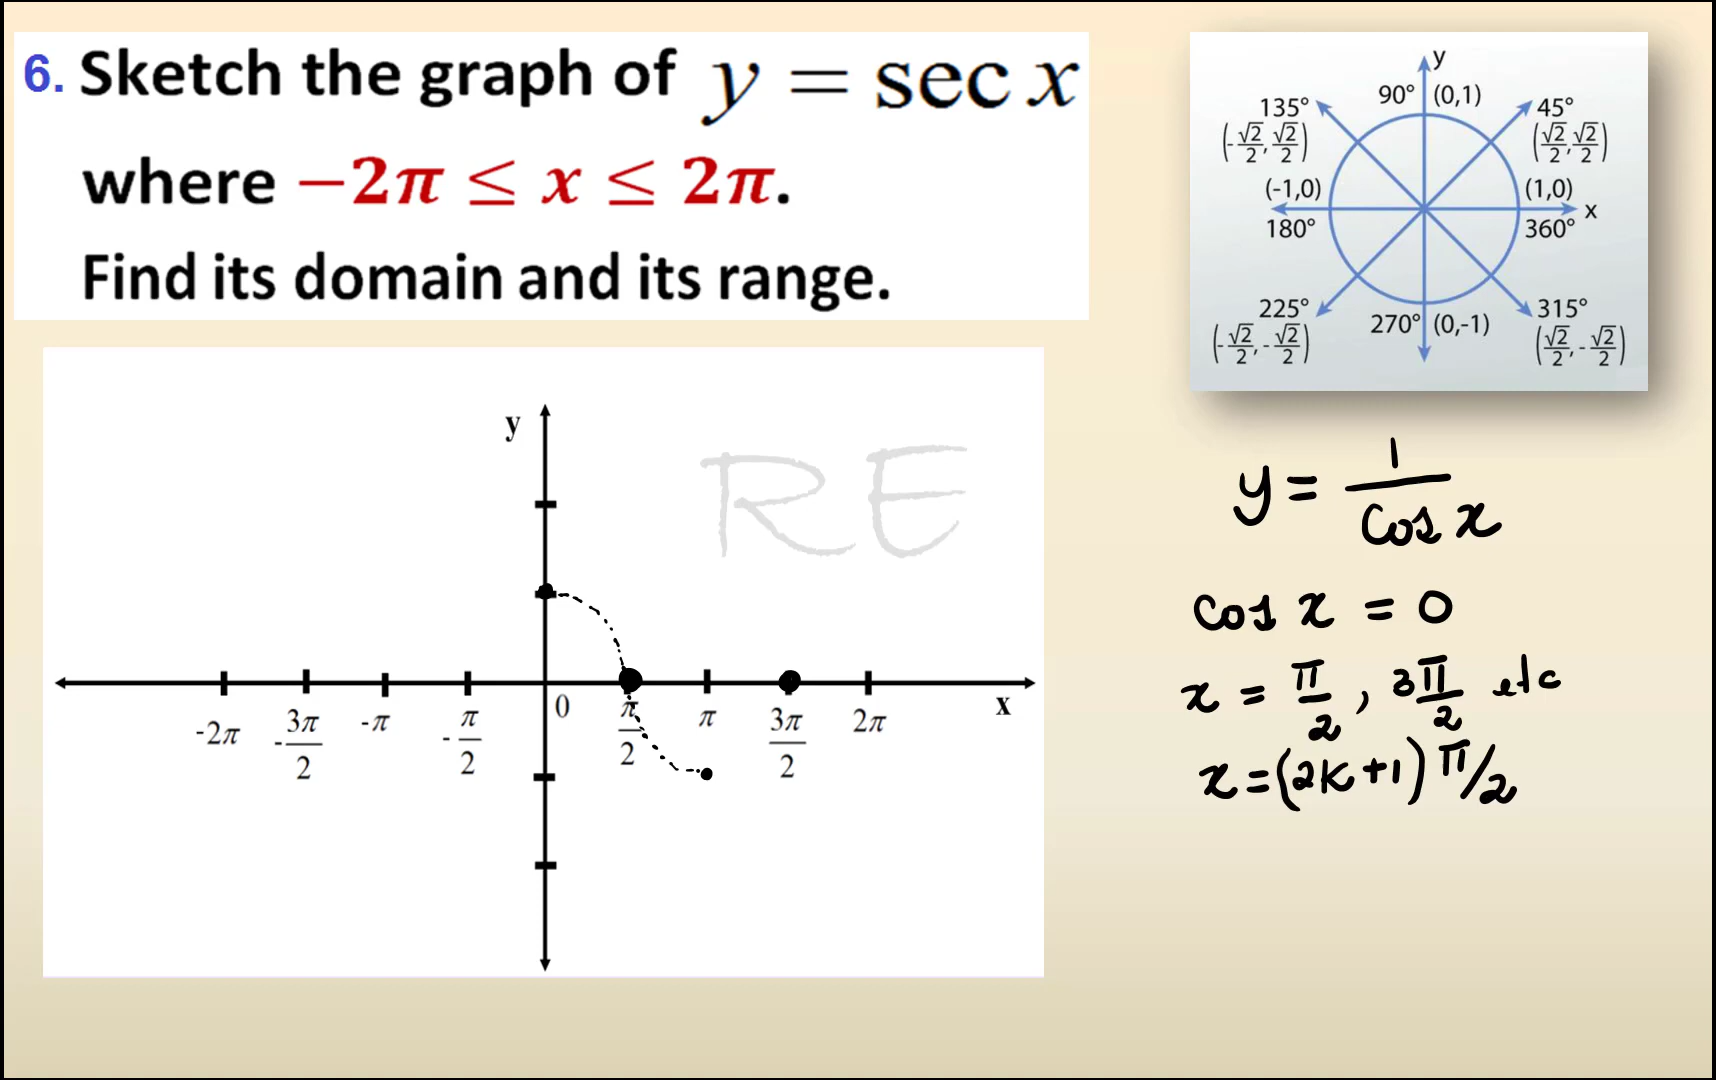 6. Sketch the graph of y = sec x
where −2π ≤ x ≤ 2π.
Find its domain and its range.
y
90° (0,1)
135° 45°
(-√2/2, √2/2) (√2/2, √2/2)
(-1,0) (1,0)
x
180° 360°
225° 315°
270° (0,-1)
(-√2/2, -√2/2) (√2/2, -√2/2)
y
RE
-2π -3π/2 -π -π/2 0 π/2 π 3π/2 2π x
y = 1/cos x
cos x = 0
x = π/2, 3π/2 etc
x = (2k+1) π/2